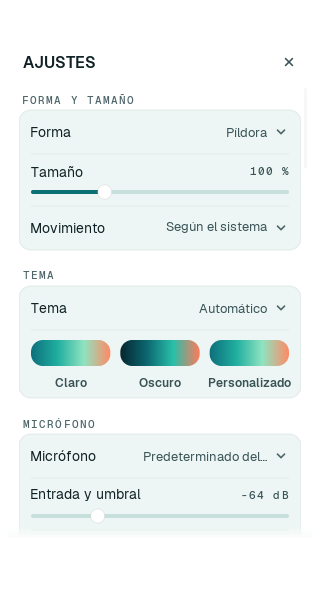 AJUSTES
FORMA Y TAMAÑO
Forma Píldora
Tamaño 100 %
Movimiento Según el sistema
TEMA
Tema Automático
Claro Oscuro Personalizado
MICRÓFONO
Micrófono Predeterminado del…
Entrada y umbral -64 dB